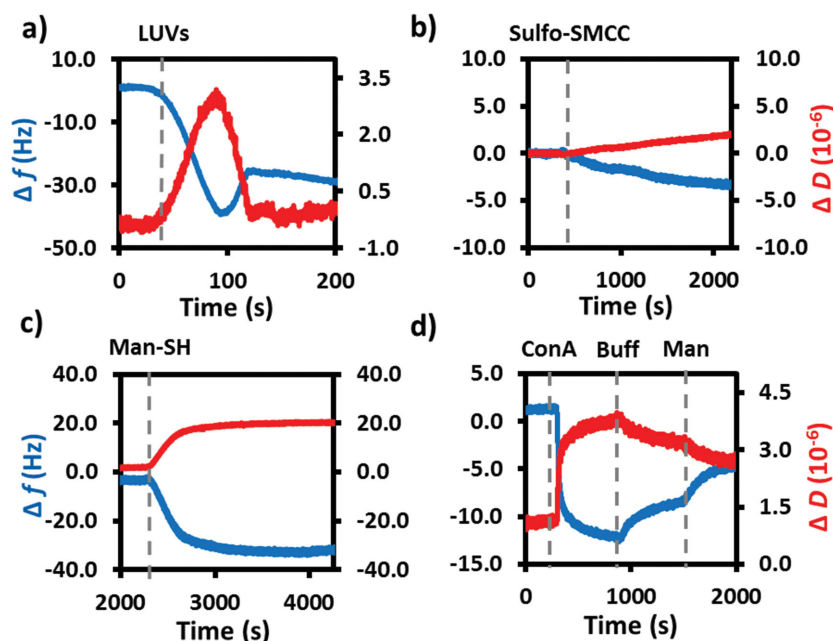 a) LUVs
10.0
-10.0
-30.0
-50.0
Δ f (Hz)
3.5
2.0
0.5
-1.0
0 100 200
Time (s)
b) Sulfo-SMCC
10.0
5.0
0.0
-5.0
-10.0
10.0
5.0
0.0
-5.0
-10.0
Δ D (10⁻⁶)
0 1000 2000
Time (s)
c) Man-SH
40.0
20.0
0.0
-20.0
-40.0
Δ f (Hz)
40.0
20.0
0.0
-20.0
-40.0
2000 3000 4000
Time (s)
d) ConA Buff Man
5.0
0.0
-5.0
-10.0
-15.0
4.5
3.0
1.5
0.0
Δ D (10⁻⁶)
0 1000 2000
Time (s)